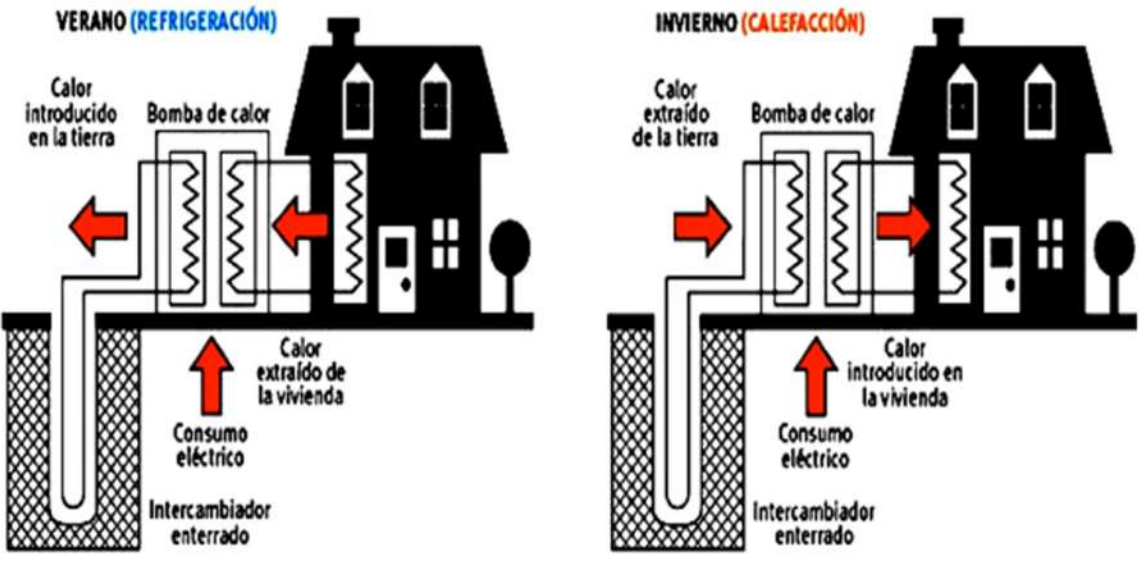 VERANO (REFRIGERACIÓN)
Calor
introducido
en la tierra
Bomba de calor
Calor
extraído de
la vivienda
Consumo
eléctrico
Intercambiador
enterrado
INVIERNO (CALEFACCIÓN)
Calor
extraído
de la tierra
Bomba de calor
Calor
introducido en
la vivienda
Consumo
eléctrico
Intercambiador
enterrado